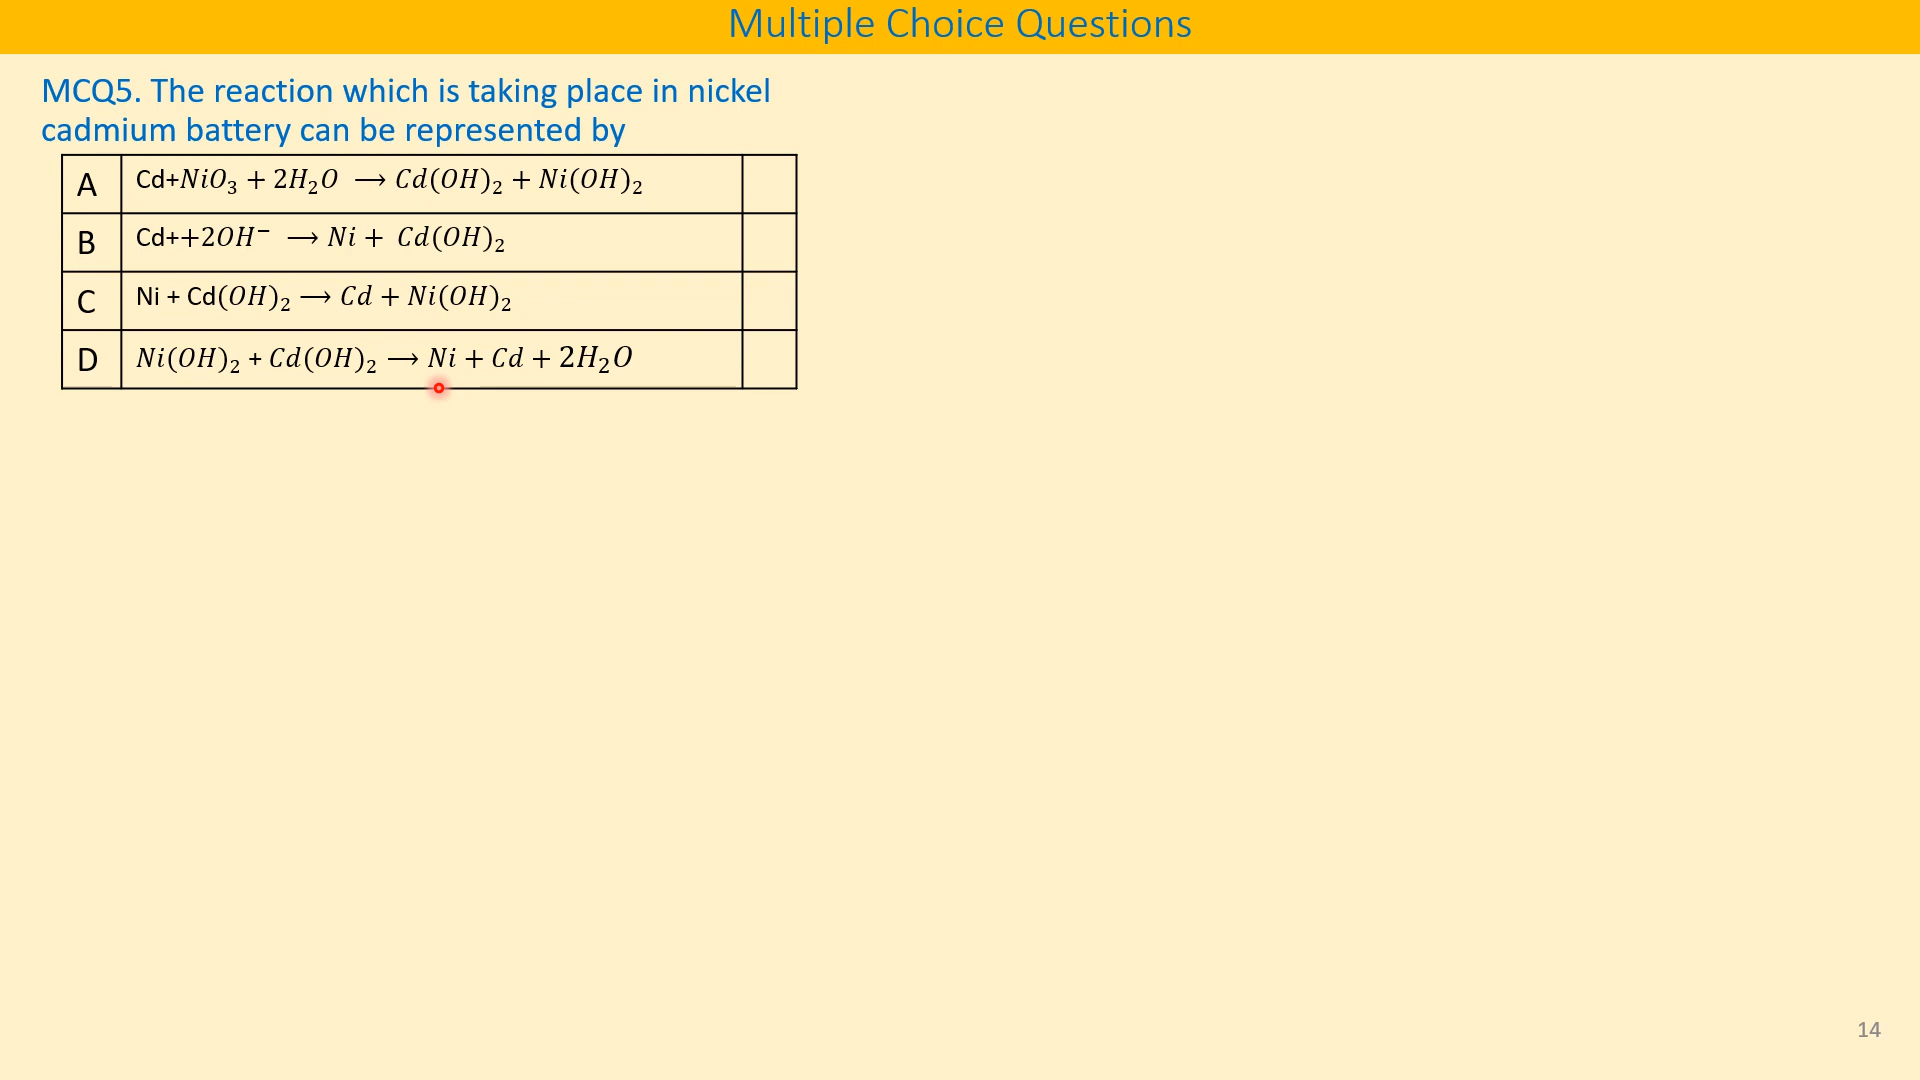 Multiple Choice Questions
MCQ5. The reaction which is taking place in nickel
cadmium battery can be represented by
A Cd+NiO₃ + 2H₂O ⟶ Cd(OH)₂ + Ni(OH)₂
B Cd++2OH⁻ ⟶ Ni + Cd(OH)₂
C Ni + Cd(OH)₂ ⟶ Cd + Ni(OH)₂
D Ni(OH)₂ + Cd(OH)₂ ⟶ Ni + Cd + 2H₂O
14